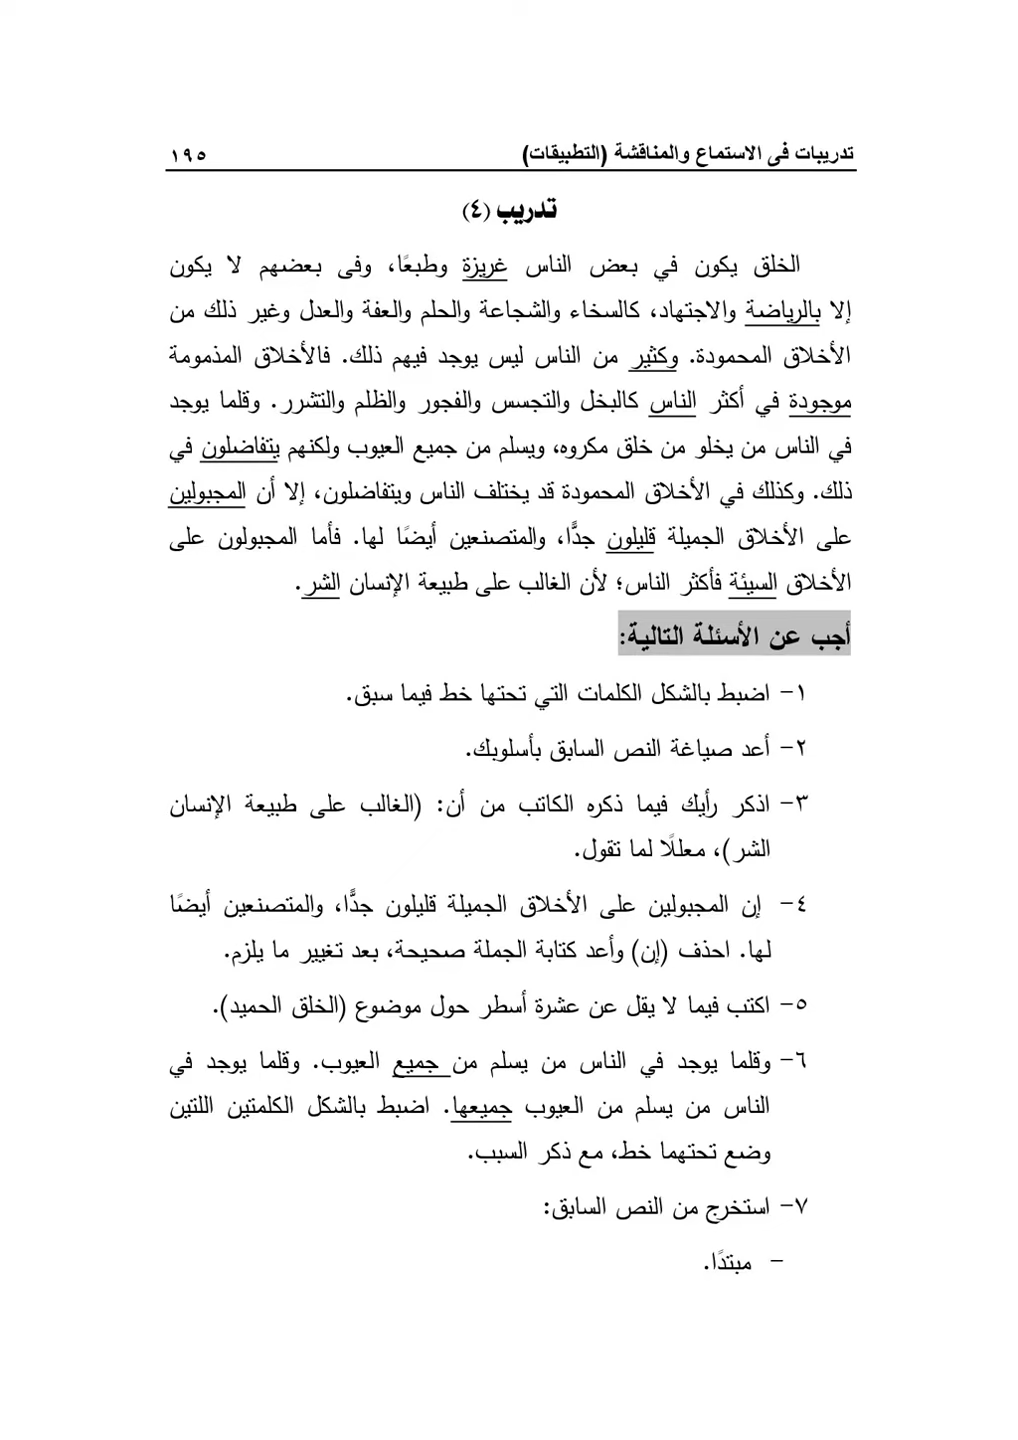 تدريبات فى الاستماع والمناقشة (التطبيقات) ١٩٥
تدريب (٤)
الخلق يكون في بعض الناس غريزة وطبعًا، وفى بعضهم لا يكون
إلا بالرياضة والاجتهاد، كالسخاء والشجاعة والحلم والعفة والعدل وغير ذلك من
الأخلاق المحمودة. وكثير من الناس ليس يوجد فيهم ذلك. فالأخلاق المذمومة
موجودة في أكثر الناس كالبخل والتجسس والفجور والظلم والتشرر. وقلما يوجد
في الناس من يخلو من خلق مكروه، ويسلم من جميع العيوب ولكنهم يتفاضلون في
ذلك. وكذلك في الأخلاق المحمودة قد يختلف الناس ويتفاضلون، إلا أن المجبولين
على الأخلاق الجميلة قليلون جدًّا، والمتصنعين أيضًا لها. فأما المجبولون على
الأخلاق السيئة فأكثر الناس؛ لأن الغالب على طبيعة الإنسان الشر.
أجب عن الأسئلة التالية:
١- اضبط بالشكل الكلمات التي تحتها خط فيما سبق.
٢- أعد صياغة النص السابق بأسلوبك.
٣- اذكر رأيك فيما ذكره الكاتب من أن: (الغالب على طبيعة الإنسان
الشر)، معللًا لما تقول.
٤- إن المجبولين على الأخلاق الجميلة قليلون جدًّا، والمتصنعين أيضًا
لها. احذف (إن) وأعد كتابة الجملة صحيحة، بعد تغيير ما يلزم.
٥- اكتب فيما لا يقل عن عشرة أسطر حول موضوع (الخلق الحميد).
٦- وقلما يوجد في الناس من يسلم من جميع العيوب. وقلما يوجد في
الناس من يسلم من العيوب جميعها. اضبط بالشكل الكلمتين اللتين
وضع تحتهما خط، مع ذكر السبب.
٧- استخرج من النص السابق:
- مبتدًا.